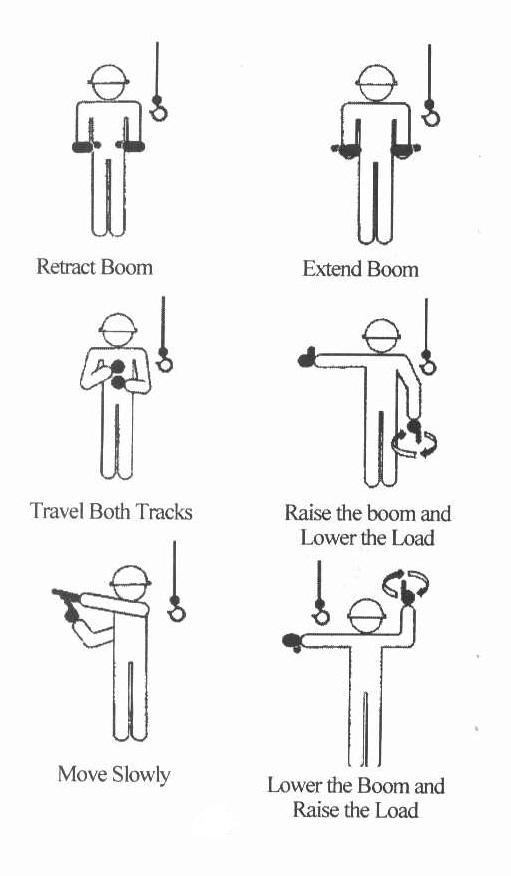 Retract Boom
Extend Boom
Travel Both Tracks
Raise the boom and
Lower the Load
Move Slowly
Lower the Boom and
Raise the Load